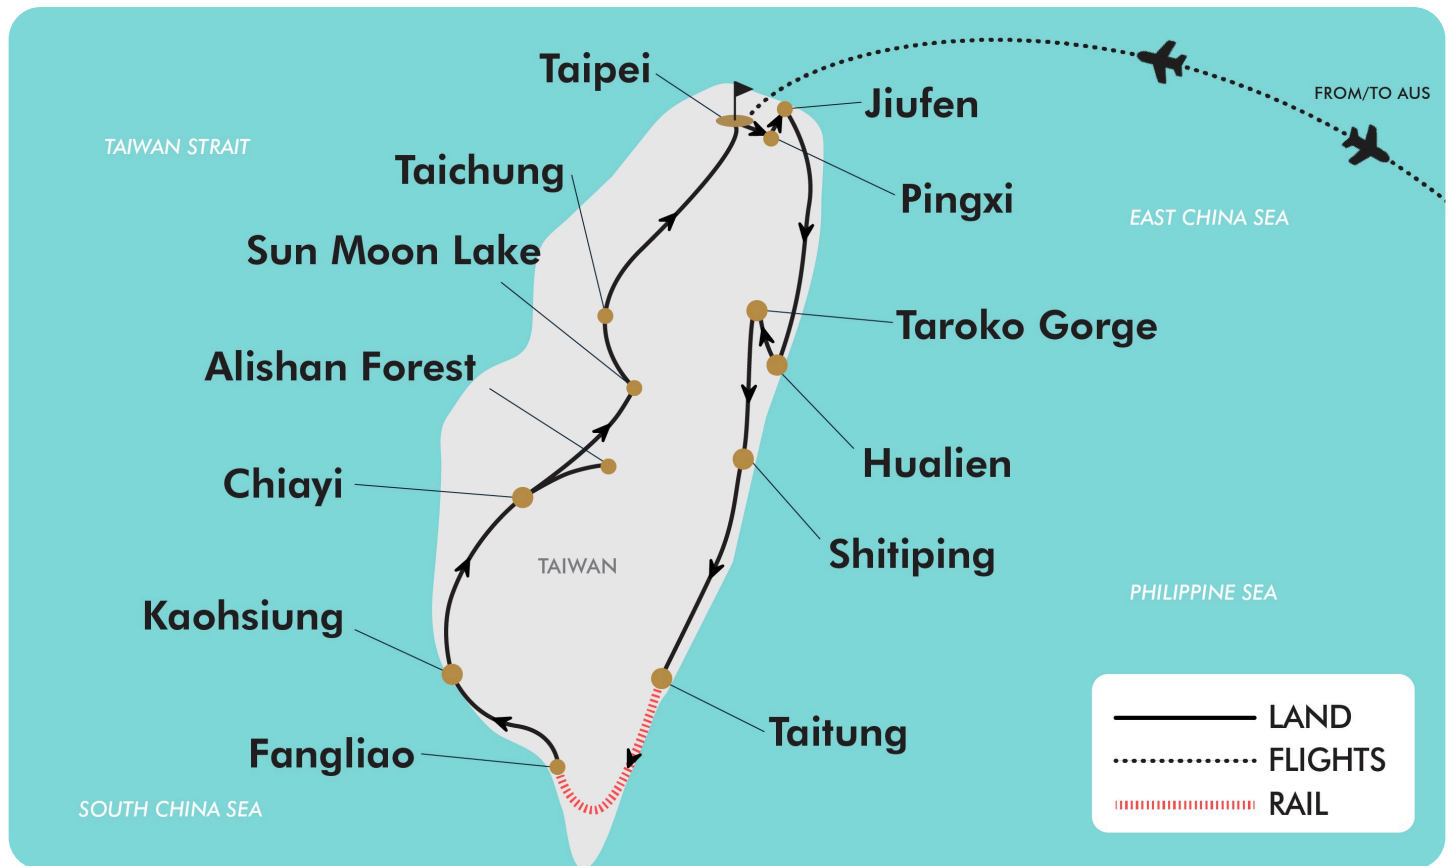 Taipei
Jiufen
FROM/TO AUS
TAIWAN STRAIT
Taichung
Pingxi
EAST CHINA SEA
Sun Moon Lake
Taroko Gorge
Alishan Forest
Hualien
Chiayi
Shitiping
TAIWAN
PHILIPPINE SEA
Kaohsiung
Taitung
Fangliao
SOUTH CHINA SEA
LAND
FLIGHTS
RAIL